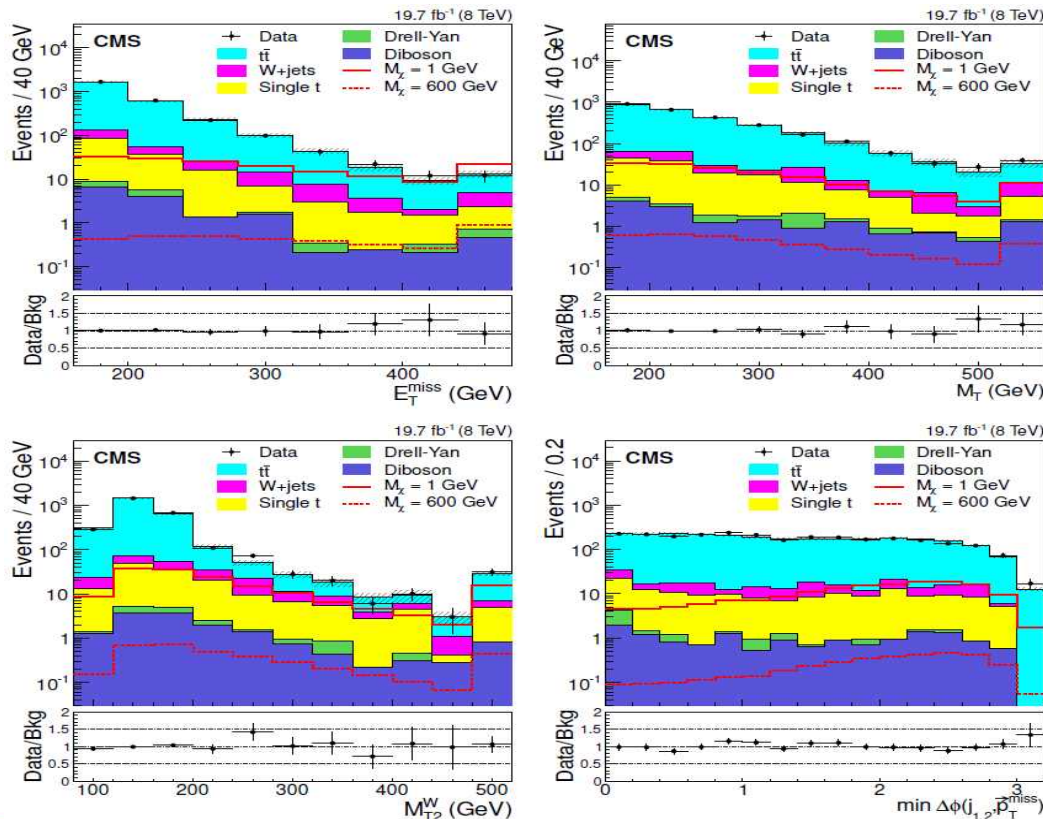 19.7 fb⁻¹ (8 TeV)
Events / 40 GeV
CMS
Data
tt̄
W+jets
Single t
Drell-Yan
Diboson
Mχ = 1 GeV
Mχ = 600 GeV
10⁴
10³
10²
10
1
10⁻¹
Data/Bkg
2
1.5
1
0.5
0
200 300 400
E_T^miss (GeV)
19.7 fb⁻¹ (8 TeV)
Events / 40 GeV
CMS
Data
tt̄
W+jets
Single t
Drell-Yan
Diboson
Mχ = 1 GeV
Mχ = 600 GeV
10⁴
10³
10²
10
1
10⁻¹
Data/Bkg
2
1.5
1
0.5
0
200 300 400 500
M_T (GeV)
19.7 fb⁻¹ (8 TeV)
Events / 40 GeV
CMS
Data
tt̄
W+jets
Single t
Drell-Yan
Diboson
Mχ = 1 GeV
Mχ = 600 GeV
10⁴
10³
10²
10
1
10⁻¹
Data/Bkg
2
1.5
1
0.5
0
100 200 300 400 500
M_T2^W (GeV)
19.7 fb⁻¹ (8 TeV)
Events / 0.2
CMS
Data
tt̄
W+jets
Single t
Drell-Yan
Diboson
Mχ = 1 GeV
Mχ = 600 GeV
10⁴
10³
10²
10
1
10⁻¹
Data/Bkg
2
1.5
1
0.5
0
0 1 2 3
min Δϕ(j_1,2, p⃗_T^miss)